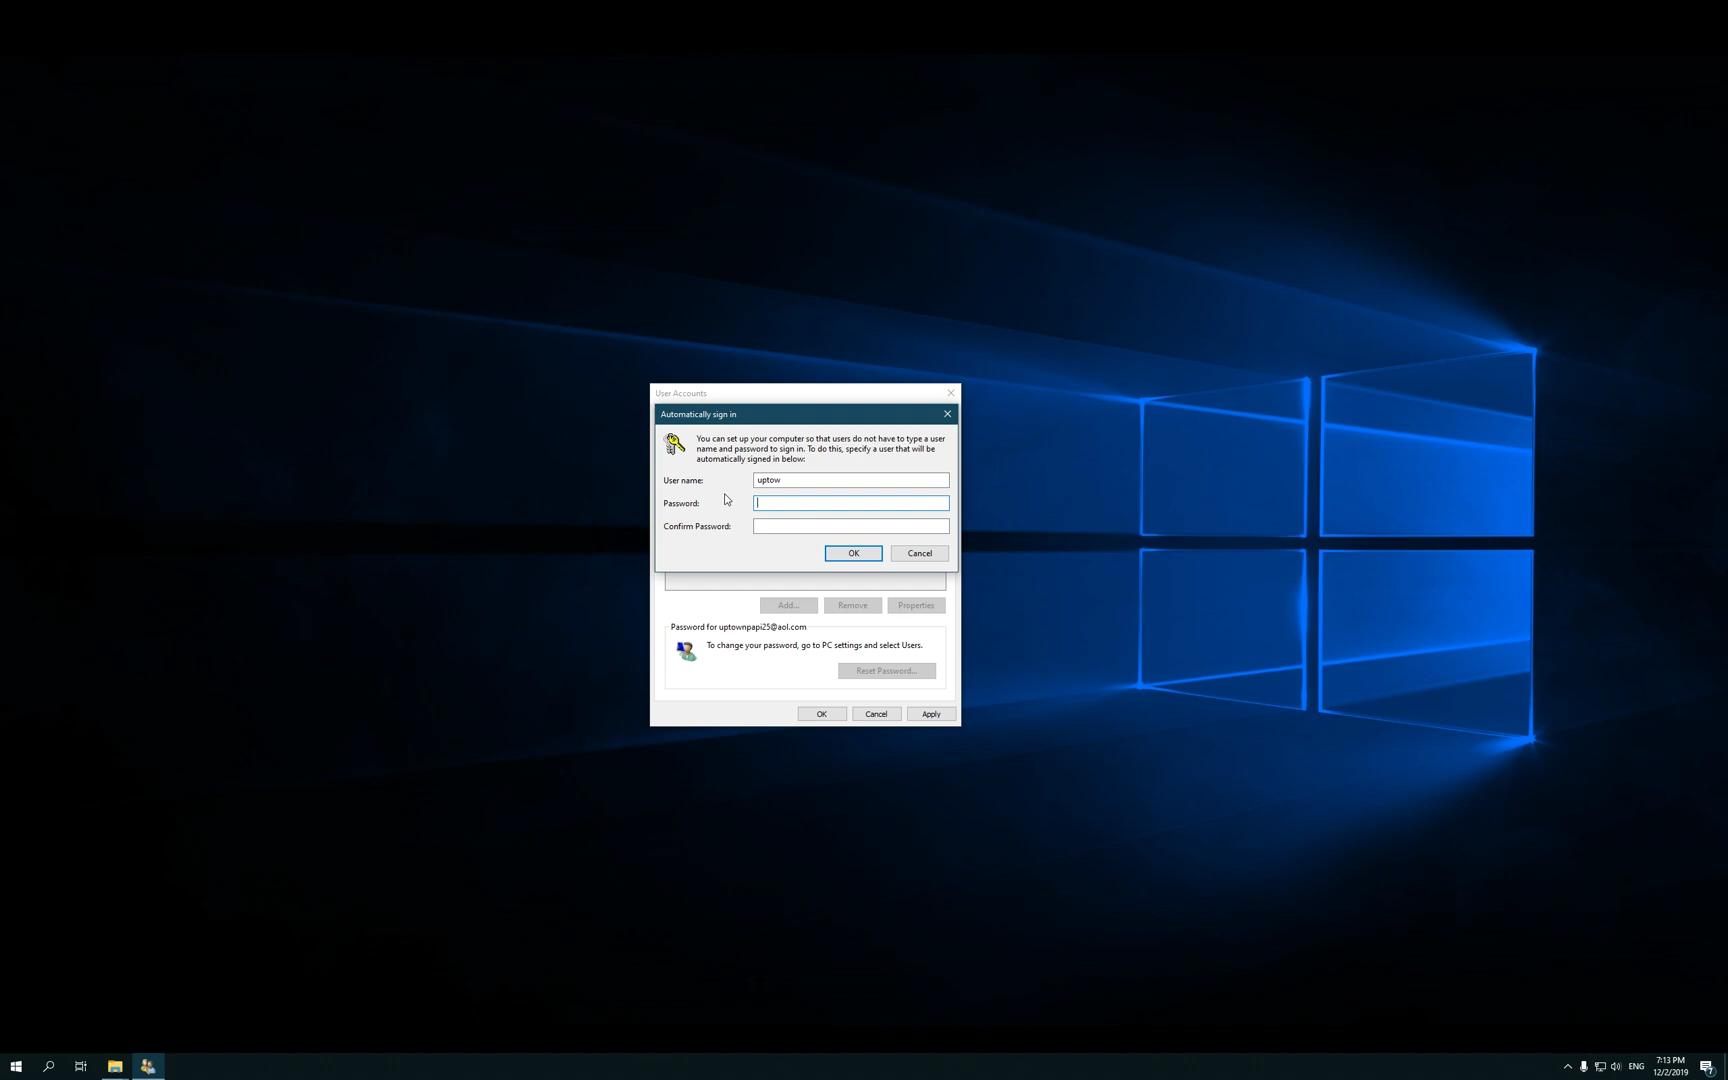 User Accounts
Automatically sign in
You can set up your computer so that users do not have to type a user
name and password to sign in. To do this, specify a user that will be
automatically signed in below:
User name: uptow
Password:
Confirm Password:
OK Cancel
Add... Remove Properties
Password for uptownpapi25@aol.com
To change your password, go to PC settings and select Users.
Reset Password...
OK Cancel Apply
ENG
7:13 PM
12/2/2019
7